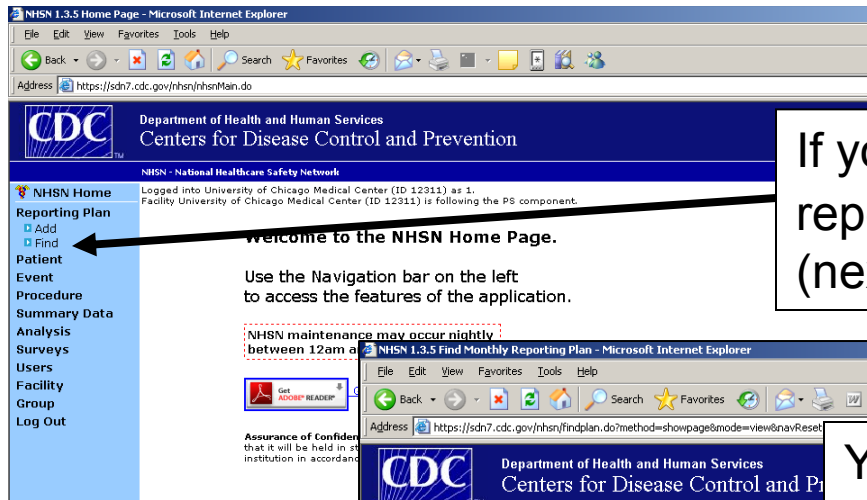 NHSN 1.3.5 Home Page - Microsoft Internet Explorer
File Edit View Favorites Tools Help
Back Search Favorites
Address https://sdn7.cdc.gov/nhsn/nhsnMain.do
CDC TM
Department of Health and Human Services
Centers for Disease Control and Prevention
NHSN - National Healthcare Safety Network
NHSN Home
Reporting Plan
Add
Find
Patient
Event
Procedure
Summary Data
Analysis
Surveys
Users
Facility
Group
Log Out
Logged into University of Chicago Medical Center (ID 12311) as 1.
Facility University of Chicago Medical Center (ID 12311) is following the PS component.
Welcome to the NHSN Home Page.
Use the Navigation bar on the left
to access the features of the application.
NHSN maintenance may occur nightly
between 12am
Get
ADOBE® READER®
Assurance of
that it will be held in
institution in
If
(
NHSN 1.3.5 Find Monthly Reporting Plan - Microsoft Internet Explorer
File Edit View Favorites Tools Help
Back Search Favorites
Address https://sdn7.cdc.gov/nhsn/findplan.do?method=showpage&mode=view&navReset
CDC
Department of Health and Human Services
Centers for Disease Control and